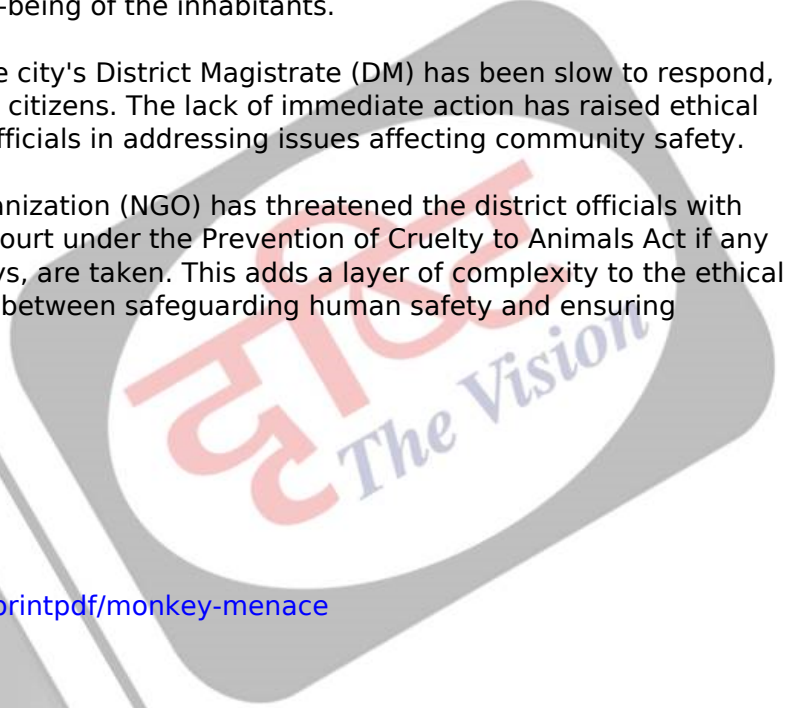 -being of the inhabitants.
e city's District Magistrate (DM) has been slow to respond,
citizens. The lack of immediate action has raised ethical
fficials in addressing issues affecting community safety.
anization (NGO) has threatened the district officials with
ourt under the Prevention of Cruelty to Animals Act if any
ys, are taken. This adds a layer of complexity to the ethical
between safeguarding human safety and ensuring
दृष्टि
The Vision
printpdf/monkey-menace